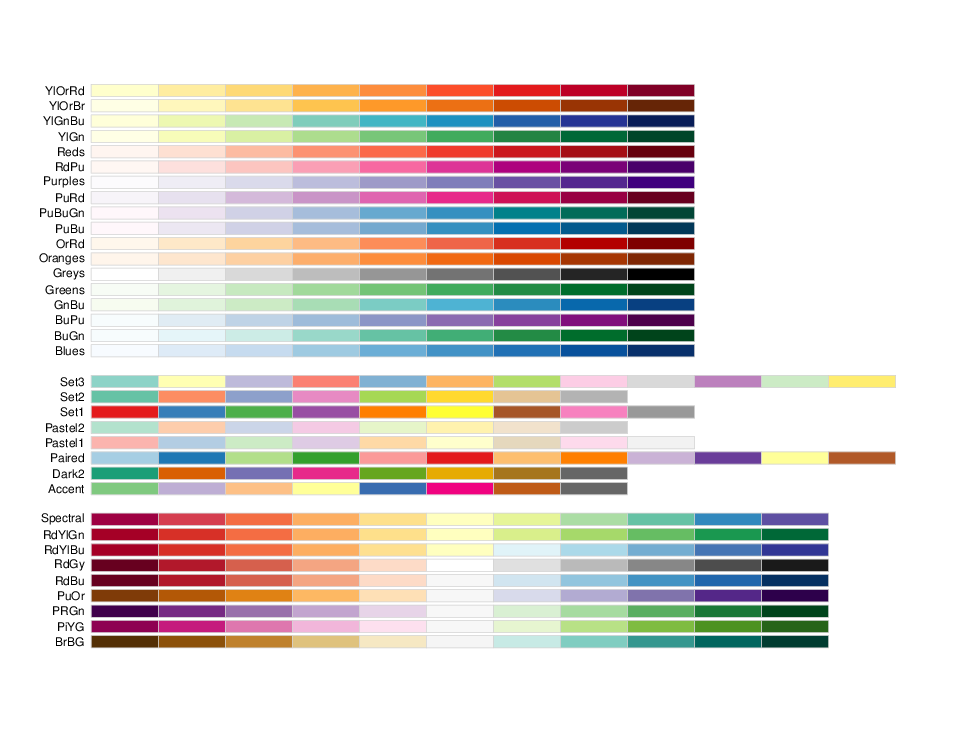 YlOrRd
YlOrBr
YlGnBu
YlGn
Reds
RdPu
Purples
PuRd
PuBuGn
PuBu
OrRd
Oranges
Greys
Greens
GnBu
BuPu
BuGn
Blues
Set3
Set2
Set1
Pastel2
Pastel1
Paired
Dark2
Accent
Spectral
RdYlGn
RdYlBu
RdGy
RdBu
PuOr
PRGn
PiYG
BrBG